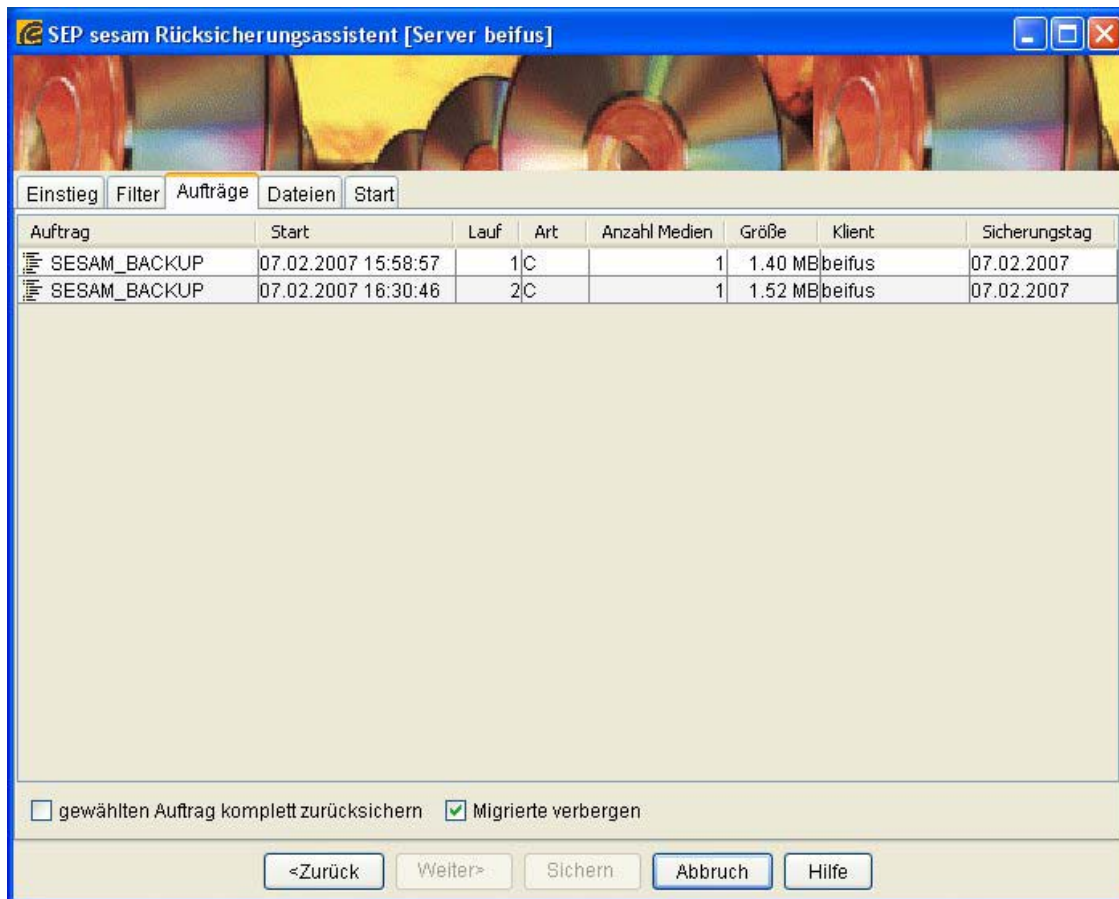 SEP sesam Rücksicherungsassistent [Server beifus]
Einstieg Filter Aufträge Dateien Start
Auftrag Start Lauf Art Anzahl Medien Größe Klient Sicherungstag
SESAM_BACKUP 07.02.2007 15:58:57 1 C 1 1.40 MB beifus 07.02.2007
SESAM_BACKUP 07.02.2007 16:30:46 2 C 1 1.52 MB beifus 07.02.2007
gewählten Auftrag komplett zurücksichern Migrierte verbergen
<Zurück Weiter> Sichern Abbruch Hilfe